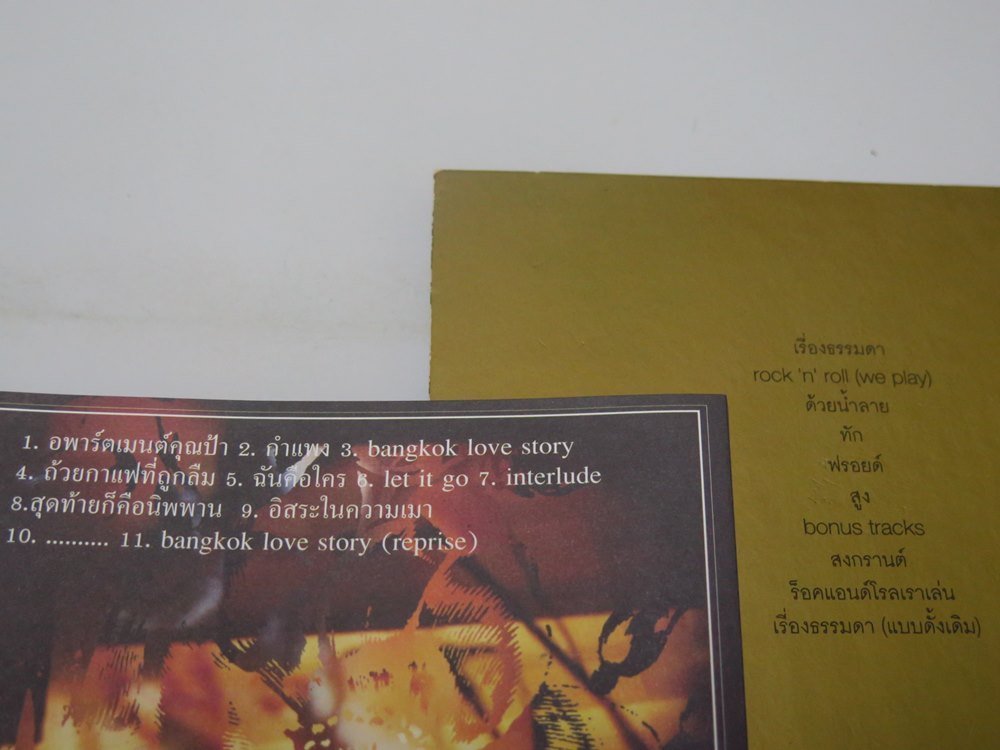 1. อพาร์ตเมนต์คุณป้า 2. กำแพง 3. bangkok love story
4. ถ้วยกาแฟที่ถูกลืม 5. ฉันคือใคร 6. let it go 7. interlude
8.สุดท้ายก็คือนิพพาน 9. อิสระในความเมา
10. .......... 11. bangkok love story (reprise)
เรื่องธรรมดา
rock 'n' roll (we play)
ด้วยน้ำลาย
ทัก
ฟรอยด์
สูง
bonus tracks
สงกรานต์
ร็อคแอนด์โรลเราเล่น
เรื่องธรรมดา (แบบดั้งเดิม)